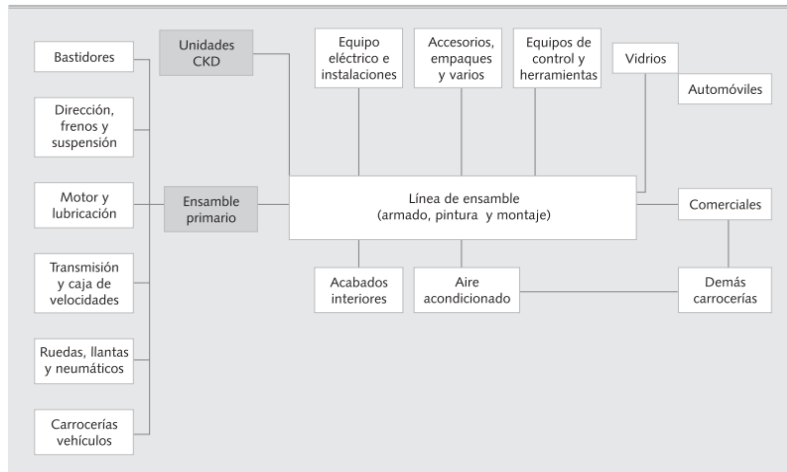 Bastidores
Dirección,
frenos y
suspensión
Motor y
lubricación
Transmisión
y caja de
velocidades
Ruedas, llantas
y neumáticos
Carrocerías
vehículos
Unidades
CKD
Ensamble
primario
Equipo
eléctrico e
instalaciones
Accesorios,
empaques
y varios
Equipos de
control y
herramientas
Vidrios
Automóviles
Línea de ensamble
(armado, pintura y montaje)
Comerciales
Acabados
interiores
Aire
acondicionado
Demás
carrocerías